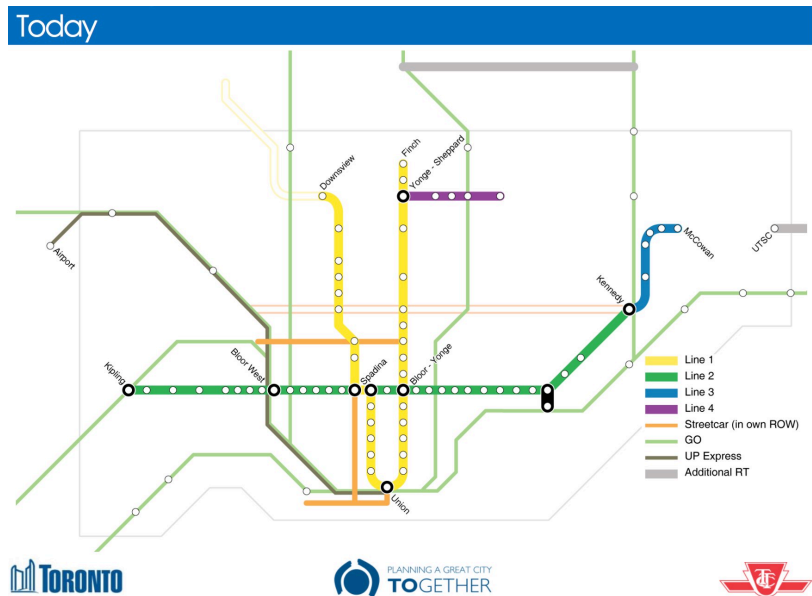 Today
Finch
Downsview
Yonge - Sheppard
Airport
McCowan
UTSC
Kennedy
Kipling
Bloor West
Spadina
Bloor - Yonge
Union
Line 1
Line 2
Line 3
Line 4
Streetcar (in own ROW)
GO
UP Express
Additional RT
TORONTO
PLANNING A GREAT CITY
TOGETHER
TTC